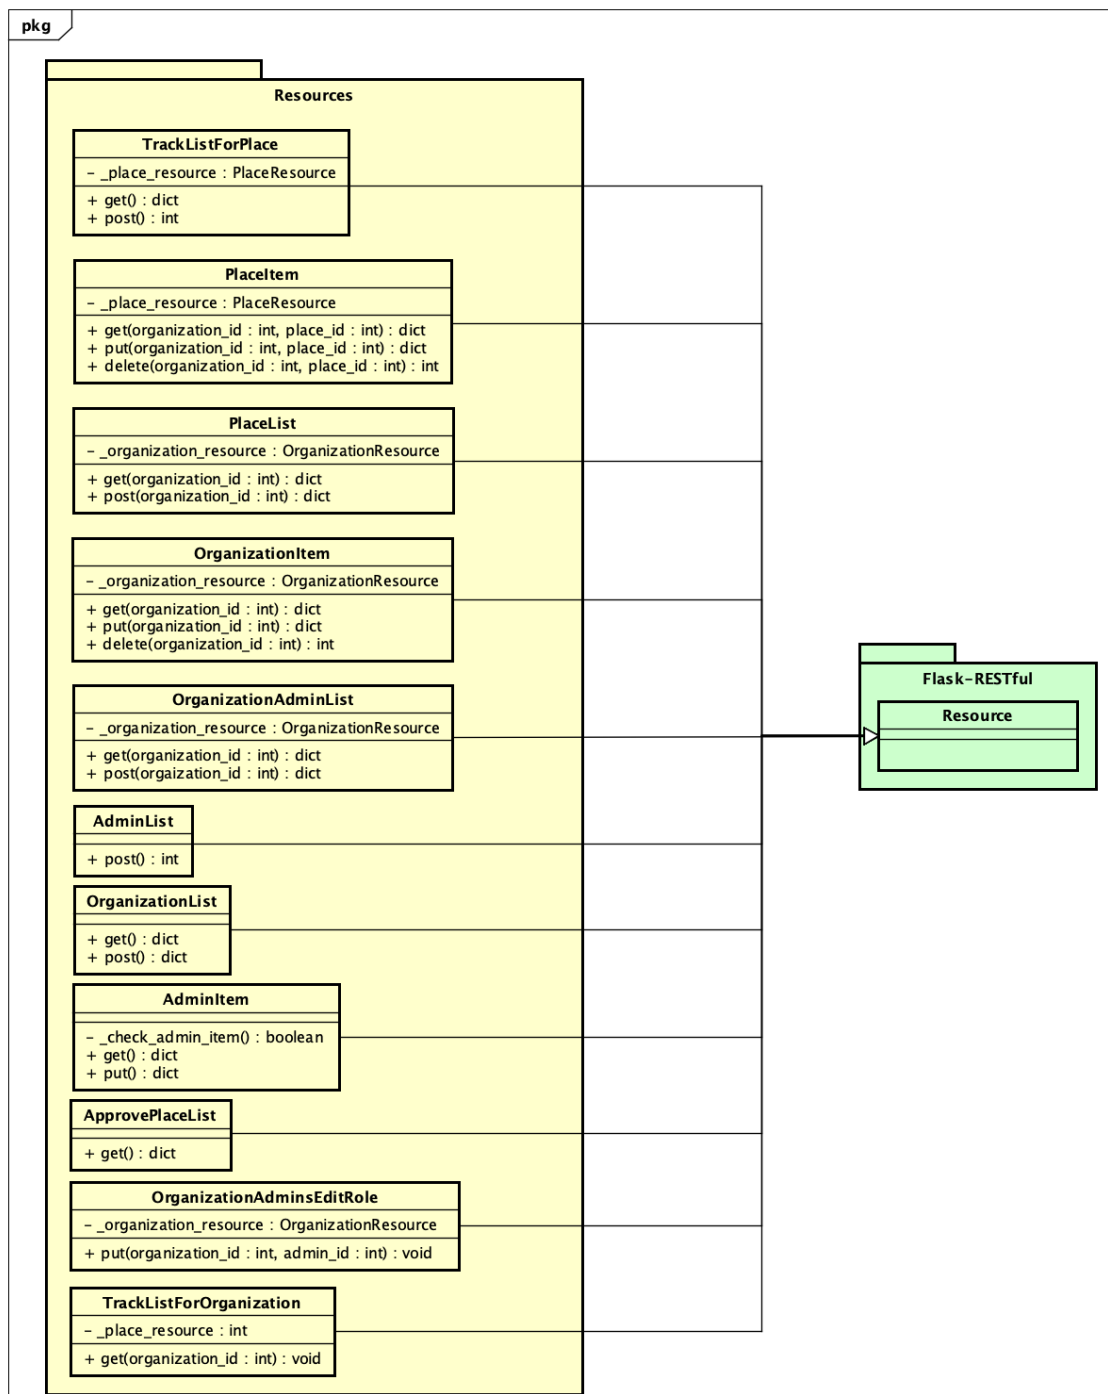 pkg
Resources
TrackListForPlace
- _place_resource : PlaceResource
+ get() : dict
+ post() : int
PlaceItem
- _place_resource : PlaceResource
+ get(organization_id : int, place_id : int) : dict
+ put(organization_id : int, place_id : int) : dict
+ delete(organization_id : int, place_id : int) : int
PlaceList
- _organization_resource : OrganizationResource
+ get(organization_id : int) : dict
+ post(organization_id : int) : dict
OrganizationItem
- _organization_resource : OrganizationResource
+ get(organization_id : int) : dict
+ put(organization_id : int) : dict
+ delete(organization_id : int) : int
OrganizationAdminList
- _organization_resource : OrganizationResource
+ get(organization_id : int) : dict
+ post(orgaization_id : int) : dict
AdminList
+ post() : int
OrganizationList
+ get() : dict
+ post() : dict
AdminItem
- _check_admin_item() : boolean
+ get() : dict
+ put() : dict
ApprovePlaceList
+ get() : dict
OrganizationAdminsEditRole
- _organization_resource : OrganizationResource
+ put(organization_id : int, admin_id : int) : void
TrackListForOrganization
- _place_resource : int
+ get(organization_id : int) : void
Flask-RESTful
Resource